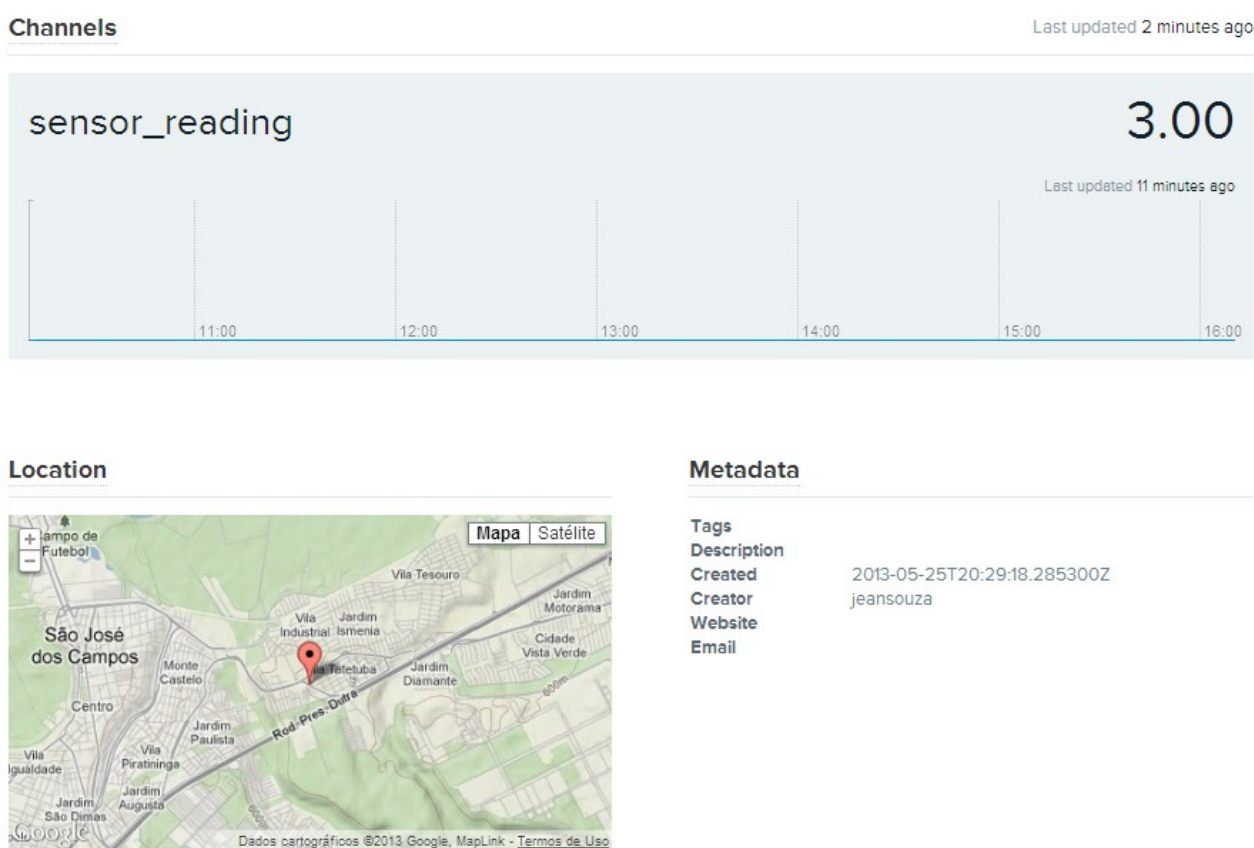 Channels
Last updated 2 minutes ago
sensor_reading
3.00
Last updated 11 minutes ago
11:00 12:00 13:00 14:00 15:00 16:00
Location
Metadata
+
−
ampo de
Futebol
Mapa Satélite
Vila Tesouro
Jardim
Motorama
Vila
Industrial
Jardim
Ismenia
São José
dos Campos
Cidade
Vista Verde
Monte
Castelo
Tatetuba
Jardim
Diamante
600m
Centro
Rod. Pres. Dutra
Jardim
Paulista
Vila
Igualdade
Vila
Piratininga
Jardim
Augusta
Jardim
São Dimas
600m
Google
Dados cartográficos ©2013 Google, MapLink - Termos de Uso
Tags
Description
Created 2013-05-25T20:29:18.285300Z
Creator jeansouza
Website
Email